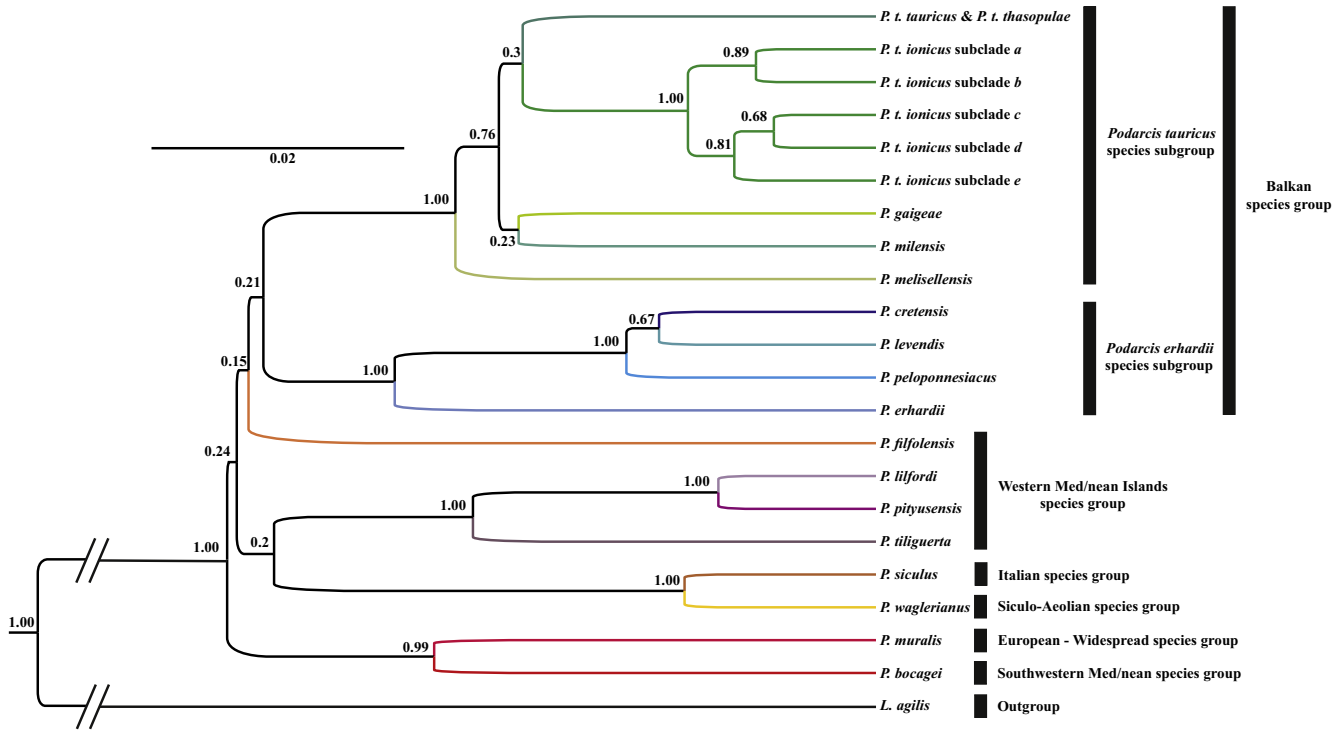 P. t. tauricus & P. t. thasopulae
0.3
P. t. ionicus subclade a
0.89
P. t. ionicus subclade b
1.00
P. t. ionicus subclade c
0.68
0.76
Podarcis tauricus
species subgroup
P. t. ionicus subclade d
0.81
0.02
P. t. ionicus subclade e
Balkan
species group
1.00
P. gaigeae
0.23
P. milensis
P. melisellensis
0.21
P. cretensis
0.67
1.00
P. levendis
Podarcis erhardii
species subgroup
0.15
1.00
P. peloponnesiacus
P. erhardii
P. filfolensis
0.24
P. lilfordi
1.00
Western Med/nean Islands
species group
1.00
P. pityusensis
0.2
P. tiliguerta
1.00
P. siculus
Italian species group
1.00
P. waglerianus
Siculo-Aeolian species group
1.00
P. muralis
European - Widespread species group
0.99
P. bocagei
Southwestern Med/nean species group
L. agilis
Outgroup